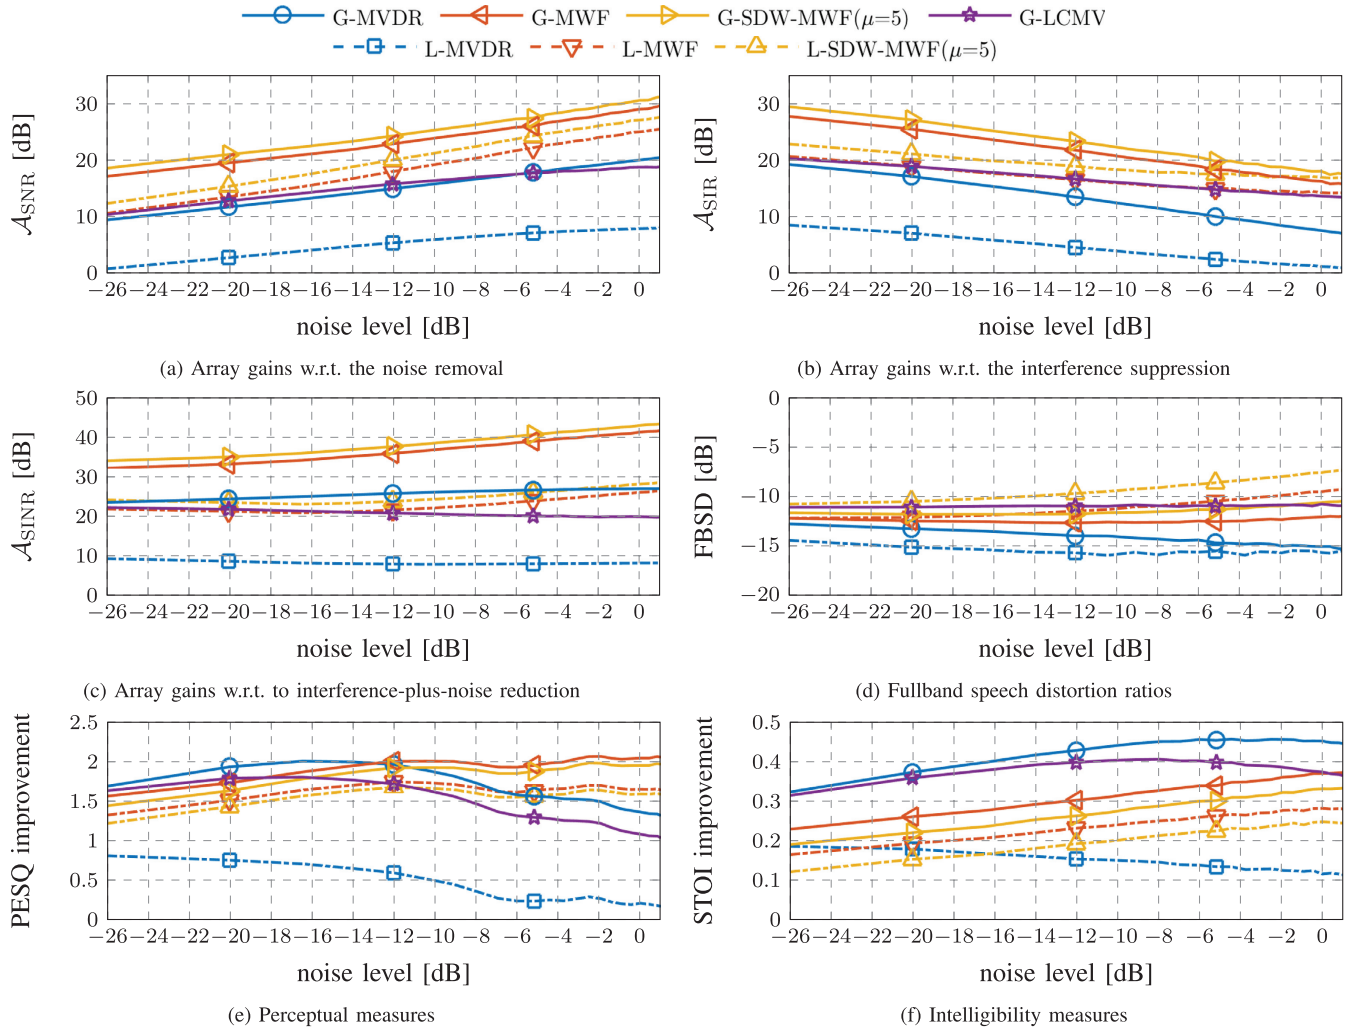 G-MVDR G-MWF G-SDW-MWF(μ=5) G-LCMV
L-MVDR L-MWF L-SDW-MWF(μ=5)
𝒜SNR [dB]
30
20
10
0
−26 −24 −22 −20 −18 −16 −14 −12 −10 −8 −6 −4 −2 0
noise level [dB]
(a) Array gains w.r.t. the noise removal
𝒜SIR [dB]
30
20
10
0
−26 −24 −22 −20 −18 −16 −14 −12 −10 −8 −6 −4 −2 0
noise level [dB]
(b) Array gains w.r.t. the interference suppression
𝒜SINR [dB]
50
40
30
20
10
0
−26 −24 −22 −20 −18 −16 −14 −12 −10 −8 −6 −4 −2 0
noise level [dB]
(c) Array gains w.r.t. to interference-plus-noise reduction
FBSD [dB]
0
−5
−10
−15
−20
−26 −24 −22 −20 −18 −16 −14 −12 −10 −8 −6 −4 −2 0
noise level [dB]
(d) Fullband speech distortion ratios
PESQ improvement
2.5
2
1.5
1
0.5
0
−26 −24 −22 −20 −18 −16 −14 −12 −10 −8 −6 −4 −2 0
noise level [dB]
(e) Perceptual measures
STOI improvement
0.5
0.4
0.3
0.2
0.1
0
−26 −24 −22 −20 −18 −16 −14 −12 −10 −8 −6 −4 −2 0
noise level [dB]
(f) Intelligibility measures